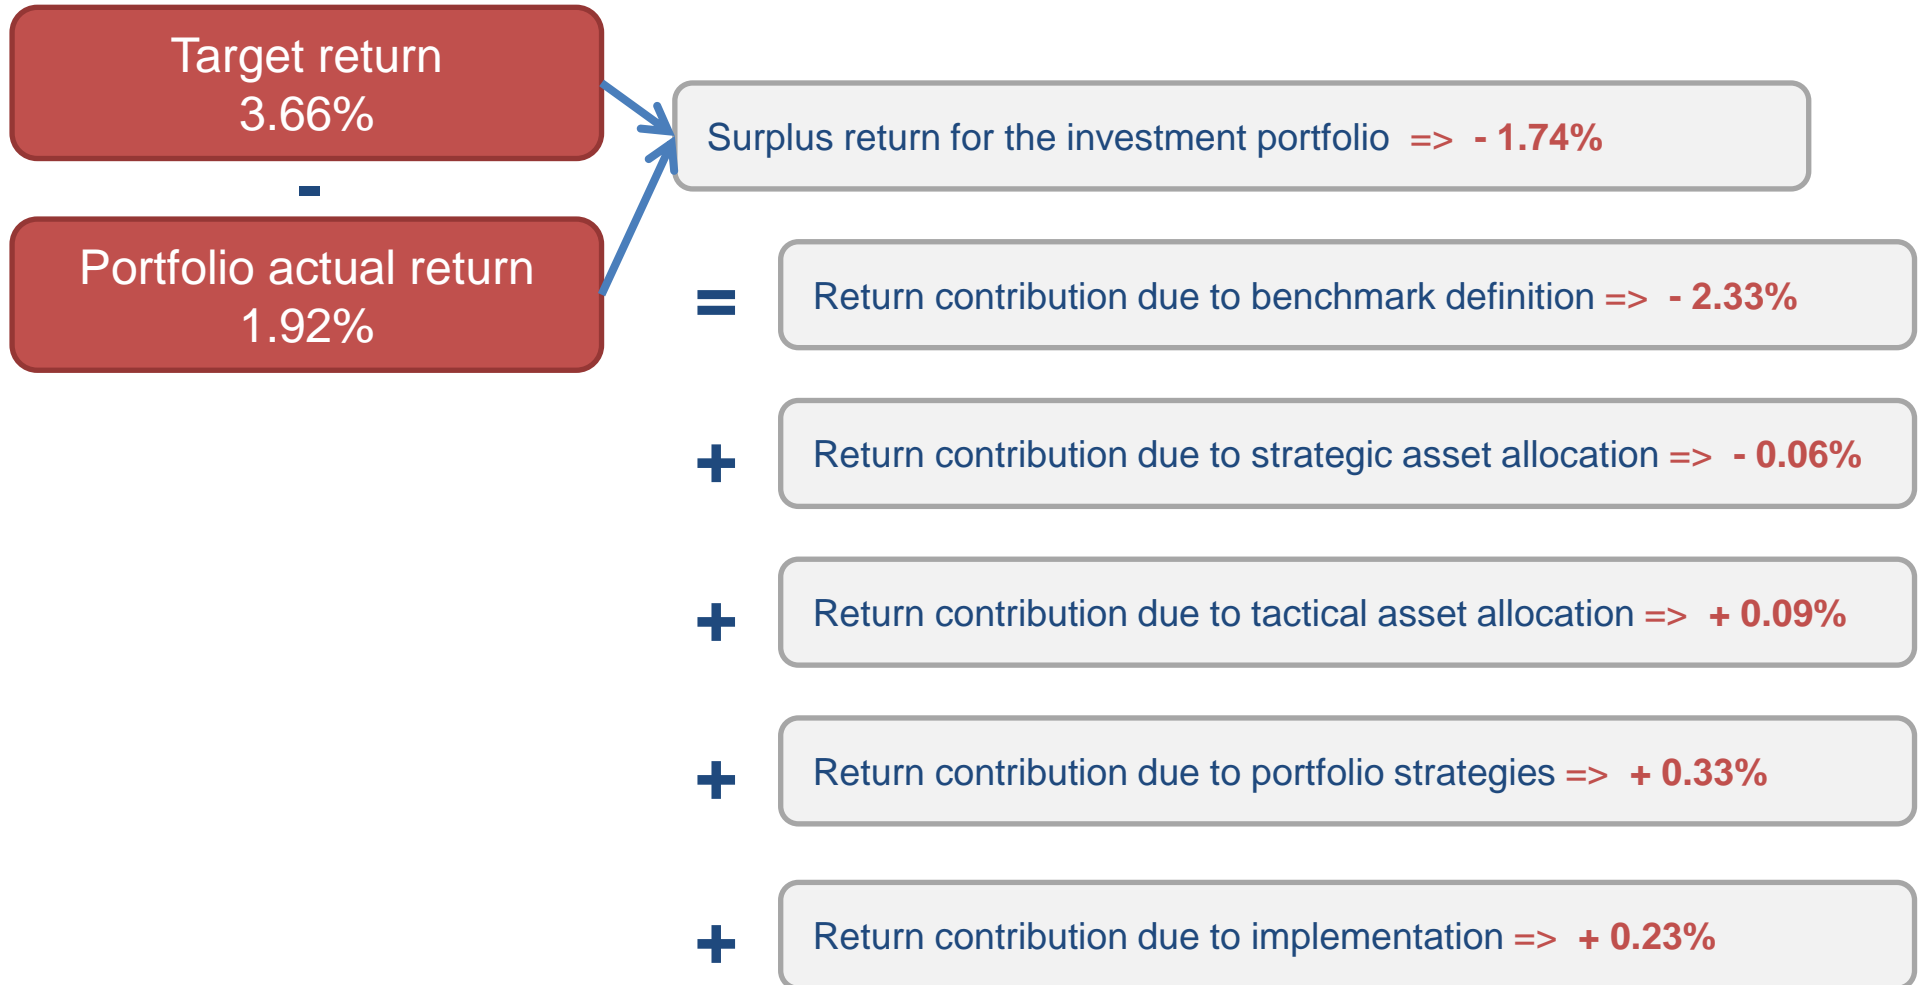 Target return
3.66%
-
Portfolio actual return
1.92%
Surplus return for the investment portfolio => - 1.74%
= Return contribution due to benchmark definition => - 2.33%
+ Return contribution due to strategic asset allocation => - 0.06%
+ Return contribution due to tactical asset allocation => + 0.09%
+ Return contribution due to portfolio strategies => + 0.33%
+ Return contribution due to implementation => + 0.23%